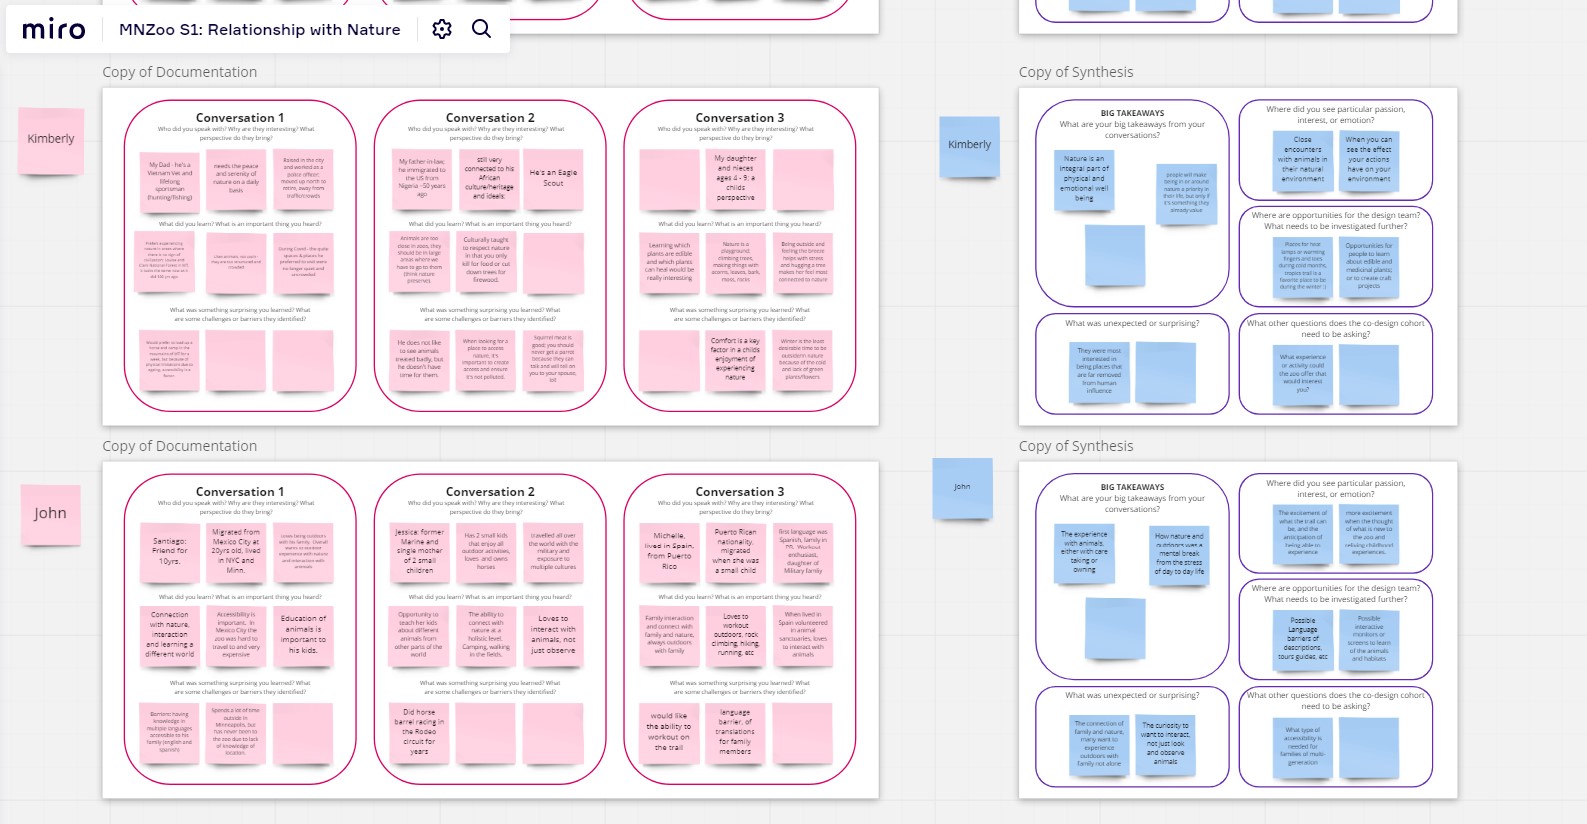 miro
MNZoo S1: Relationship with Nature
Copy of Documentation
Kimberly
Conversation 1
Who did you speak with? Why are they interesting? What
perspective do they bring?
My Dad - he's a
Vietnam Vet and
lifelong
sportsman
(hunting/fishing)
needs the peace
and serenity of
nature on a daily
basis
Raised in the city
and worked as a
police officer,
moved up north to
retire, away from
traffic/crowds
What did you learn? What is an important thing you heard?
Prefers experiencing
nature in areas where
there is no sign of
During Covid - the quiet
spaces & places he
preferred to visit were
no longer quiet and
uncrowded
What was something surprising you learned? What
are some challenges or barriers they identified?
Conversation 2
Who did you speak with? Why are they interesting? What
perspective do they bring?
My father-in-law;
he immigrated to
the US from
Nigeria - 50 years
ago
still very
connected to his
African
culture/heritage
and ideals;
He's an Eagle
Scout
What did you learn? What is an important thing you heard?
Animals are too
close in zoos, they
should be in large
areas where we
have to go to them
(think nature
preserve).
Culturally taught
to respect nature
in that you only
kill for food or cut
down trees for
firewood.
What was something surprising you learned? What
are some challenges or barriers they identified?
He does not like
to see animals
treated badly, but
he doesn't have
time for them.
When looking for a
place to access
nature, it's
important to create
access and ensure
it's not polluted.
Squirrel meat is
good; you should
never get a parrot
because they can
talk and will tell on
you to your spouse,
lol!
Conversation 3
Who did you speak with? Why are they interesting? What
perspective do they bring?
My daughter
and nieces
ages 4 - 9; a
childs
perspective
What did you learn? What is an important thing you heard?
Learning which
plants are edible
and which plants
can heal would be
really interesting
Nature is a
playground:
climbing trees,
making things with
acorns, leaves, bark,
moss, rocks
Being outside and
feeling the breeze
helps with stress
and hugging a tree
makes her feel most
connected to nature
What was something surprising you learned? What
are some challenges or barriers they identified?
Comfort is a key
factor in a childs
enjoyment of
experiencing
nature
Winter is the least
desirable time to be
outside/in nature
because of the cold
and lack of green
plants/flowers
Copy of Synthesis
Kimberly
BIG TAKEAWAYS
What are your big takeaways from your
conversations?
Nature is an
integral part of
physical and
emotional well
being
people will make
being in or around
nature a priority in
their life, but only if
it's something they
already value
Where did you see particular passion,
interest, or emotion?
Close
encounters
with animals in
their natural
environment
When you can
see the effect
your actions
have on your
environment
Where are opportunities for the design team?
What needs to be investigated further?
Places for heat
lamps or warming
fingers and toes
during cold months,
tropics trail is a
favorite place to be
during the winter :)
Opportunities for
people to learn
about edible and
medicinal plants;
or to create craft
projects
What was unexpected or surprising?
They were most
interested in
being places that
are far removed
from human
influence
What other questions does the co-design cohort
need to be asking?
What experience
or activity could
the zoo offer that
would interest
you?
Copy of Documentation
John
Conversation 1
Who did you speak with? Why are they interesting? What
perspective do they bring?
Santiago:
Friend for
10yrs.
Migrated from
Mexico City at
20yrs old, lived
in NYC and
Minn.
Loves being outdoors
with his family. Overall
wants to succeed
experience with nature
and interaction with
animals
What did you learn? What is an important thing you heard?
Connection
with nature,
interaction
and learning a
different world
Accessibility is
important. In
Mexico City the
zoo was hard to
travel to and very
expensive
Education of
animals is
important to
his kids.
What was something surprising you learned? What
are some challenges or barriers they identified?
Barriers: having
knowledge in
multiple languages
accessible to his
family (english and
spanish)
Spends a lot of time
outside in
Minneapolis, but
has never been to
the zoo due to lack
of knowledge of
location.
Conversation 2
Who did you speak with? Why are they interesting? What
perspective do they bring?
Jessica: former
Marine and
single mother
of 2 small
children
Has 2 small kids
that enjoy all
outdoor activities,
loves and owns
horses
travelled all over
the world with the
military and
exposure to
multiple cultures
What did you learn? What is an important thing you heard?
Opportunity to
teach her kids
about different
animals from
other parts of the
world
The ability to
connect with
nature at a
holistic level.
Camping, walking
in the fields.
Loves to
interact with
animals, not
just observe
What was something surprising you learned? What
are some challenges or barriers they identified?
Did horse
barrel racing in
the Rodeo
circuit for
years
Conversation 3
Who did you speak with? Why are they interesting? What
perspective do they bring?
Michelle,
lived in Spain,
from Puerto
Rico
Puerto Rican
nationality,
migrated
when she was
a small child
first language was
Spanish, family in
PR. Workout
enthusiast,
daughter of
Military family
What did you learn? What is an important thing you heard?
Family interaction
and connect with
family and nature,
always outdoors
with family
Loves to
workout
outdoors, rock
climbing, hiking,
running, etc
When lived in
Spain volunteered
in animal
sanctuaries, loves
to interact with
animals
What was something surprising you learned? What
are some challenges or barriers they identified?
would like
the ability to
workout on
the trail
language
barrier, of
translations
for family
members
Copy of Synthesis
John
BIG TAKEAWAYS
What are your big takeaways from your
conversations?
The experience
with animals,
either with care
taking or
owning
How nature and
outdoors was a
mental break
from the stress
of day to day life
Where did you see particular passion,
interest, or emotion?
The excitement of
what the trail can
be, and the
anticipation of
being able to
experience
more excitement
when the thought
of what is new to
the zoo and
reliving childhood
experiences.
Where are opportunities for the design team?
What needs to be investigated further?
Possible
Language
barriers of
descriptions,
tours guides, etc
Possible
interactive
monitors or
screens to learn
of the animals
and habitats
What was unexpected or surprising?
The connection of
family and nature,
many want to
experience
outdoors with
family not alone
The curiosity to
want to interact,
not just look
and observe
animals
What other questions does the co-design cohort
need to be asking?
What type of
accessibility is
needed for
families of multi-
generation